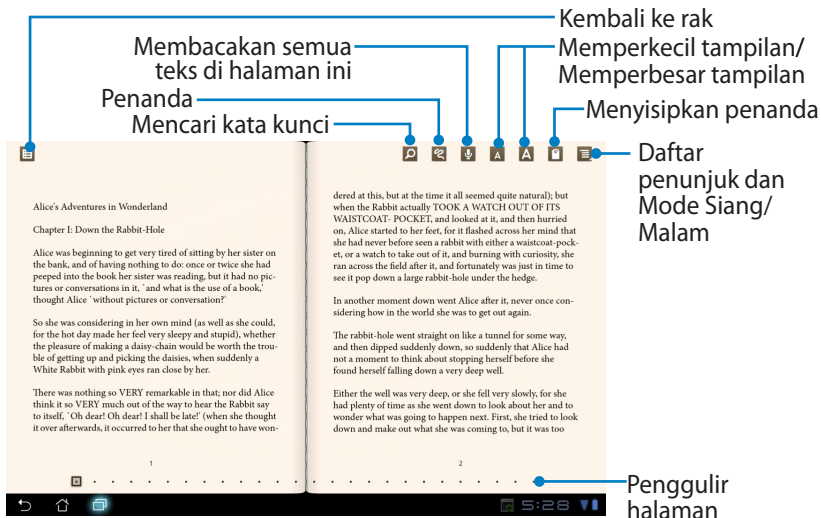 Kembali ke rak
Membacakan semua
teks di halaman ini
Memperkecil tampilan/
Memperbesar tampilan
Penanda
Menyisipkan penanda
Mencari kata kunci
A
A
Daftar
penunjuk dan
Mode Siang/
Malam
Alice's Adventures in Wonderland
Chapter I: Down the Rabbit-Hole
Alice was beginning to get very tired of sitting by her sister on
the bank, and of having nothing to do: once or twice she had
peeped into the book her sister was reading, but it had no pic-
tures or conversations in it, `and what is the use of a book,'
thought Alice `without pictures or conversation?'
So she was considering in her own mind (as well as she could,
for the hot day made her feel very sleepy and stupid), whether
the pleasure of making a daisy-chain would be worth the trou-
ble of getting up and picking the daisies, when suddenly a
White Rabbit with pink eyes ran close by her.
There was nothing so VERY remarkable in that; nor did Alice
think it so VERY much out of the way to hear the Rabbit say
to itself, `Oh dear! Oh dear! I shall be late!' (when she thought
it over afterwards, it occurred to her that she ought to have won-
1
dered at this, but at the time it all seemed quite natural); but
when the Rabbit actually TOOK A WATCH OUT OF ITS
WAISTCOAT- POCKET, and looked at it, and then hurried
on, Alice started to her feet, for it flashed across her mind that
she had never before seen a rabbit with either a waistcoat-pock-
et, or a watch to take out of it, and burning with curiosity, she
ran across the field after it, and fortunately was just in time to
see it pop down a large rabbit-hole under the hedge.
In another moment down went Alice after it, never once con-
sidering how in the world she was to get out again.
The rabbit-hole went straight on like a tunnel for some way,
and then dipped suddenly down, so suddenly that Alice had
not a moment to think about stopping herself before she
found herself falling down a very deep well.
Either the well was very deep, or she fell very slowly, for she
had plenty of time as she went down to look about her and to
wonder what was going to happen next. First, she tried to look
down and make out what she was coming to, but it was too
2
Penggulir
halaman
5:28